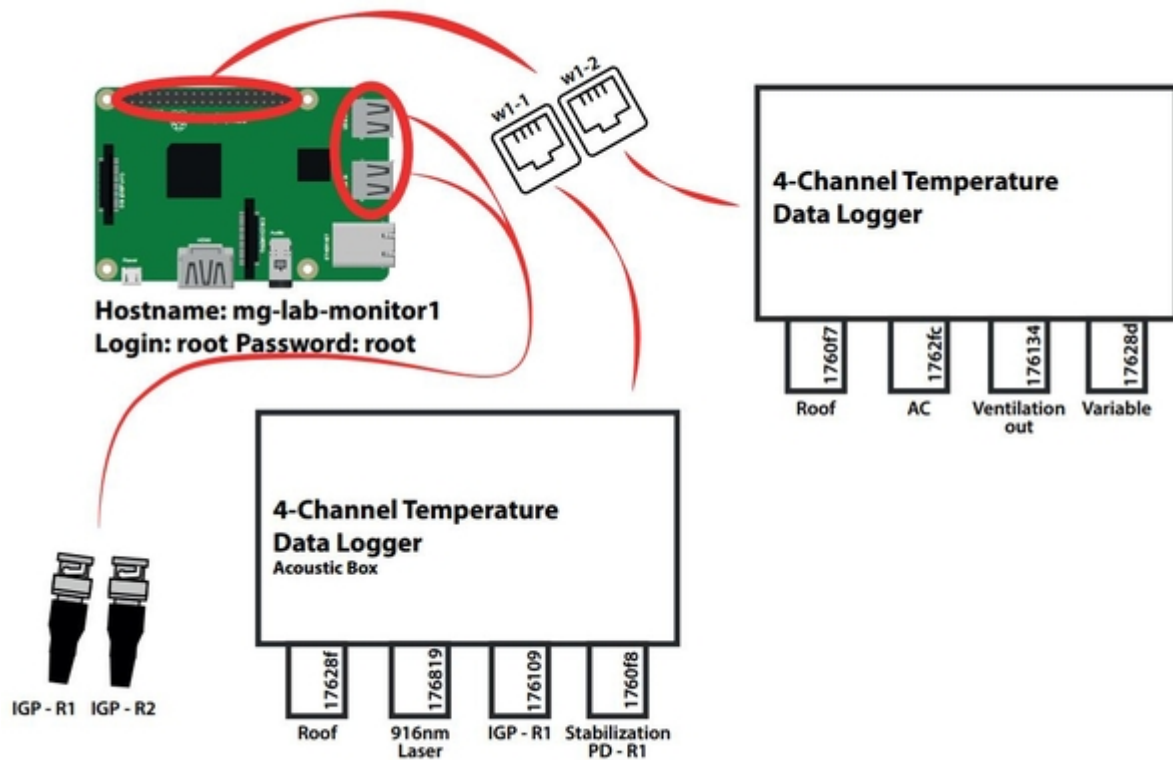 w1-1
w1-2
Hostname: mg-lab-monitor1
Login: root Password: root
4-Channel Temperature
Data Logger
1760f7
1762fc
176134
17628d
Roof
AC
Ventilation
out
Variable
4-Channel Temperature
Data Logger
Acoustic Box
17628f
176819
176109
1760f8
Roof
916nm
Laser
IGP - R1
Stabilization
PD - R1
IGP - R1
IGP - R2